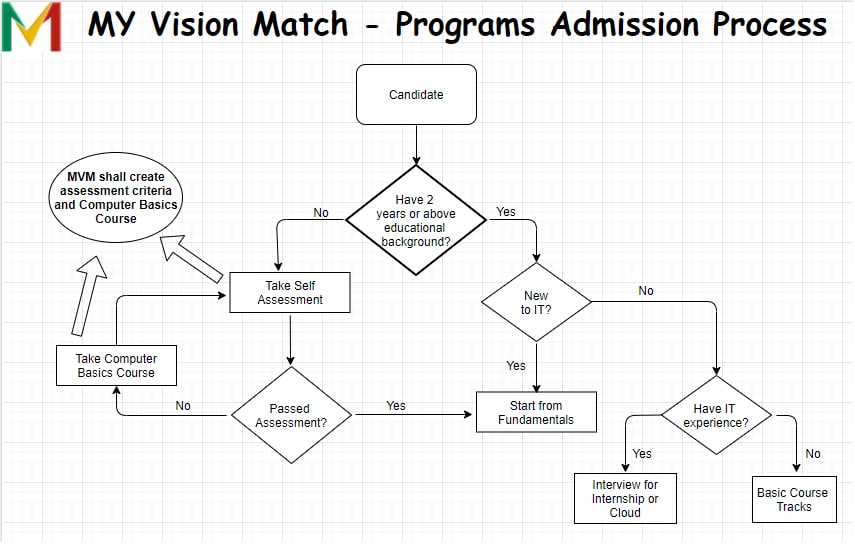 MY Vision Match - Programs Admission Process
Candidate
MVM shall create
assessment criteria
and Computer Basics
Course
Have 2
years or above
educational
background?
No
Yes
Take Self
Assessment
New
to IT?
No
Take Computer
Basics Course
Yes
Passed
Assessment?
No
Yes
Start from
Fundamentals
Have IT
experience?
Yes
No
Interview for
Internship or
Cloud
Basic Course
Tracks